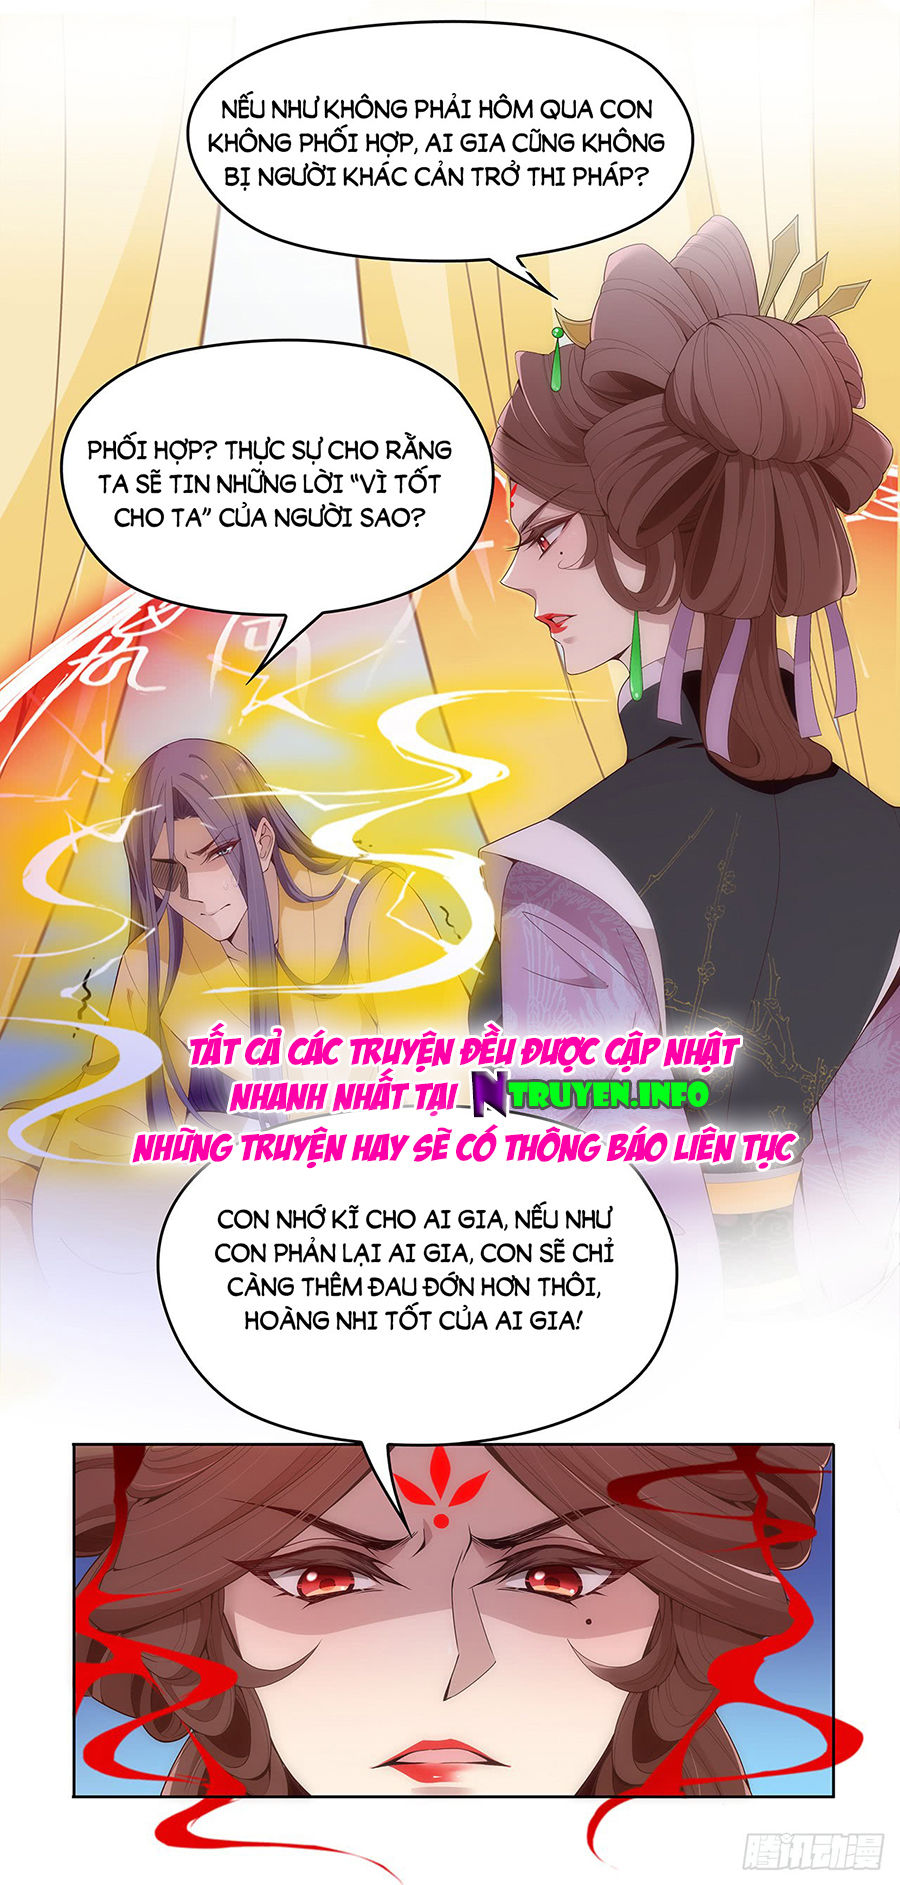 NẾU NHƯ KHÔNG PHẢI HÔM QUA CON
KHÔNG PHỐI HỢP, AI GIA CŨNG KHÔNG
BỊ NGƯỜI KHÁC CẢN TRỞ THI PHÁP?
PHỐI HỢP? THỰC SỰ CHO RẰNG
TA SẼ TIN NHỮNG LỜI “VÌ TỐT
CHO TA” CỦA NGƯỜI SAO?
TẤT CẢ CÁC TRUYỆN ĐỀU ĐƯỢC CẬP NHẬT
NHANH NHẤT TẠI NTRUYEN.INFO
NHỮNG TRUYỆN HAY SẼ CÓ THÔNG BÁO LIÊN TỤC
CON NHỚ KĨ CHO AI GIA, NẾU NHƯ
CON PHẢN LẠI AI GIA, CON SẼ CHỈ
CÀNG THÊM ĐAU ĐỚN HƠN THÔI,
HOÀNG NHI TỐT CỦA AI GIA!
腾讯动漫